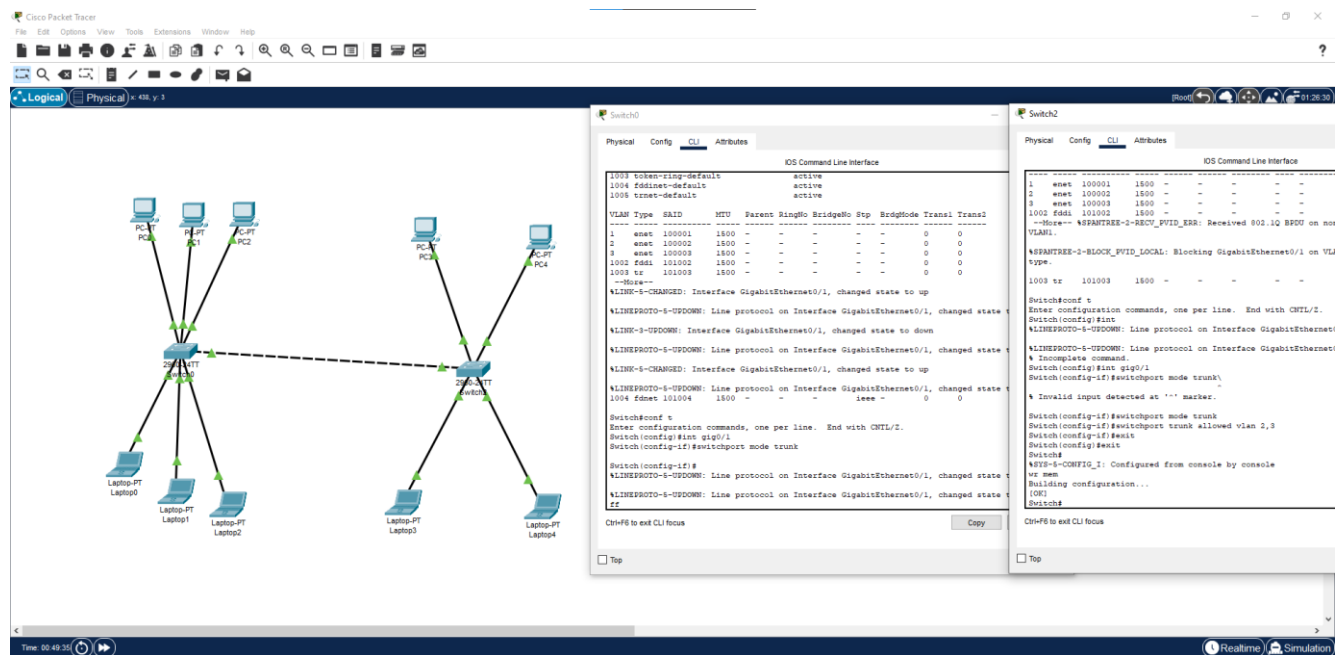 Cisco Packet Tracer
File Edit Options View Tools Extensions Window Help
?
Logical Physical x: 438, y: 3
[Root] 01:26:30
PC-PT
PC1
PC-PT
PC2
PC-PT
PC3
PC-PT
PC4
Switch0
Laptop-PT
Laptop0
Laptop-PT
Laptop1
Laptop-PT
Laptop2
Laptop-PT
Laptop3
Laptop-PT
Laptop4
Switch0
Physical Config CLI Attributes
IOS Command Line Interface
1003 token-ring-default active
1004 fddinet-default active
1005 trnet-default active
VLAN Type SAID MTU Parent RingNo BridgeNo Stp BrdgMode Trans1 Trans2
---- ----- ---------- ----- ------ ------ -------- ---- -------- ------ ------
1 enet 100001 1500 - - - - - 0 0
2 enet 100002 1500 - - - - - 0 0
3 enet 100003 1500 - - - - - 0 0
1002 fddi 101002 1500 - - - - - 0 0
1003 tr 101003 1500 - - - - - 0 0
--More--
%LINK-5-CHANGED: Interface GigabitEthernet0/1, changed state to up
%LINEPROTO-5-UPDOWN: Line protocol on Interface GigabitEthernet0/1, changed state t
%LINK-3-UPDOWN: Interface GigabitEthernet0/1, changed state to down
%LINEPROTO-5-UPDOWN: Line protocol on Interface GigabitEthernet0/1, changed state t
%LINK-5-CHANGED: Interface GigabitEthernet0/1, changed state to up
%LINEPROTO-5-UPDOWN: Line protocol on Interface GigabitEthernet0/1, changed state t
1004 fdnet 101004 1500 - - - ieee - 0 0
Switch#conf t
Enter configuration commands, one per line. End with CNTL/Z.
Switch(config)#int gig0/1
Switch(config-if)#switchport mode trunk
Switch(config-if)#
%LINEPROTO-5-UPDOWN: Line protocol on Interface GigabitEthernet0/1, changed state t
%LINEPROTO-5-UPDOWN: Line protocol on Interface GigabitEthernet0/1, changed state t
ff
Ctrl+F6 to exit CLI focus
Copy
Top
Switch2
Physical Config CLI Attributes
IOS Command Line Interface
---- ----- ---------- ----- ------ ------ -------- ---- --------
1 enet 100001 1500 - - - - -
2 enet 100002 1500 - - - - -
3 enet 100003 1500 - - - - -
1002 fddi 101002 1500 - - - - -
--More-- %SPANTREE-2-RECV_PVID_ERR: Received 802.1Q BPDU on non
VLAN1.
%SPANTREE-2-BLOCK_PVID_LOCAL: Blocking GigabitEthernet0/1 on VLA
type.
1003 tr 101003 1500 - - - - -
Switch#conf t
Enter configuration commands, one per line. End with CNTL/Z.
Switch(config)#int
%LINEPROTO-5-UPDOWN: Line protocol on Interface GigabitEthernet0
%LINEPROTO-5-UPDOWN: Line protocol on Interface GigabitEthernet0
% Incomplete command.
Switch(config)#int gig0/1
Switch(config-if)#switchport mode trunk\
^
% Invalid input detected at '^' marker.
Switch(config-if)#switchport mode trunk
Switch(config-if)#switchport trunk allowed vlan 2,3
Switch(config-if)#exit
Switch(config)#exit
Switch#
%SYS-5-CONFIG_I: Configured from console by console
wr mem
Building configuration...
[OK]
Switch#
Ctrl+F6 to exit CLI focus
Top
Time: 00:49:35
Realtime Simulation